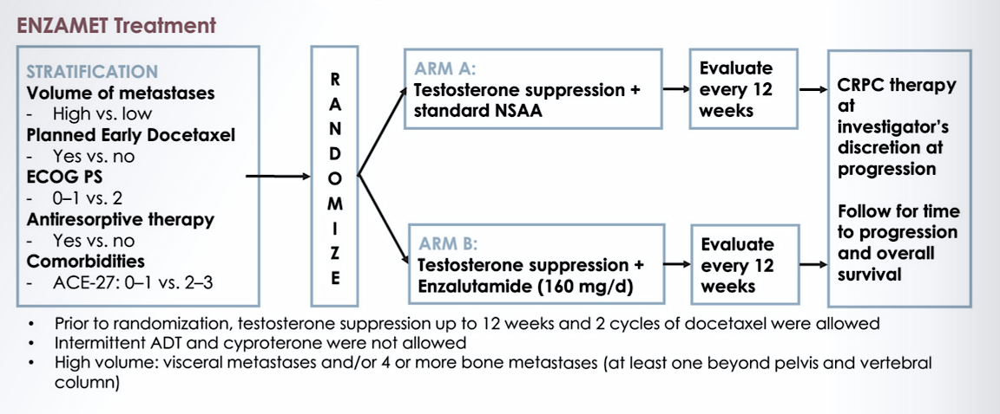 ENZAMET Treatment
STRATIFICATION
Volume of metastases
- High vs. low
Planned Early Docetaxel
- Yes vs. no
ECOG PS
- 0–1 vs. 2
Antiresorptive therapy
- Yes vs. no
Comorbidities
- ACE-27: 0–1 vs. 2–3
R
A
N
D
O
M
I
Z
E
ARM A:
Testosterone suppression +
standard NSAA
Evaluate
every 12
weeks
ARM B:
Testosterone suppression +
Enzalutamide (160 mg/d)
Evaluate
every 12
weeks
CRPC therapy
at
investigator's
discretion at
progression
Follow for time
to progression
and overall
survival
• Prior to randomization, testosterone suppression up to 12 weeks and 2 cycles of docetaxel were allowed
• Intermittent ADT and cyproterone were not allowed
• High volume: visceral metastases and/or 4 or more bone metastases (at least one beyond pelvis and vertebral
column)